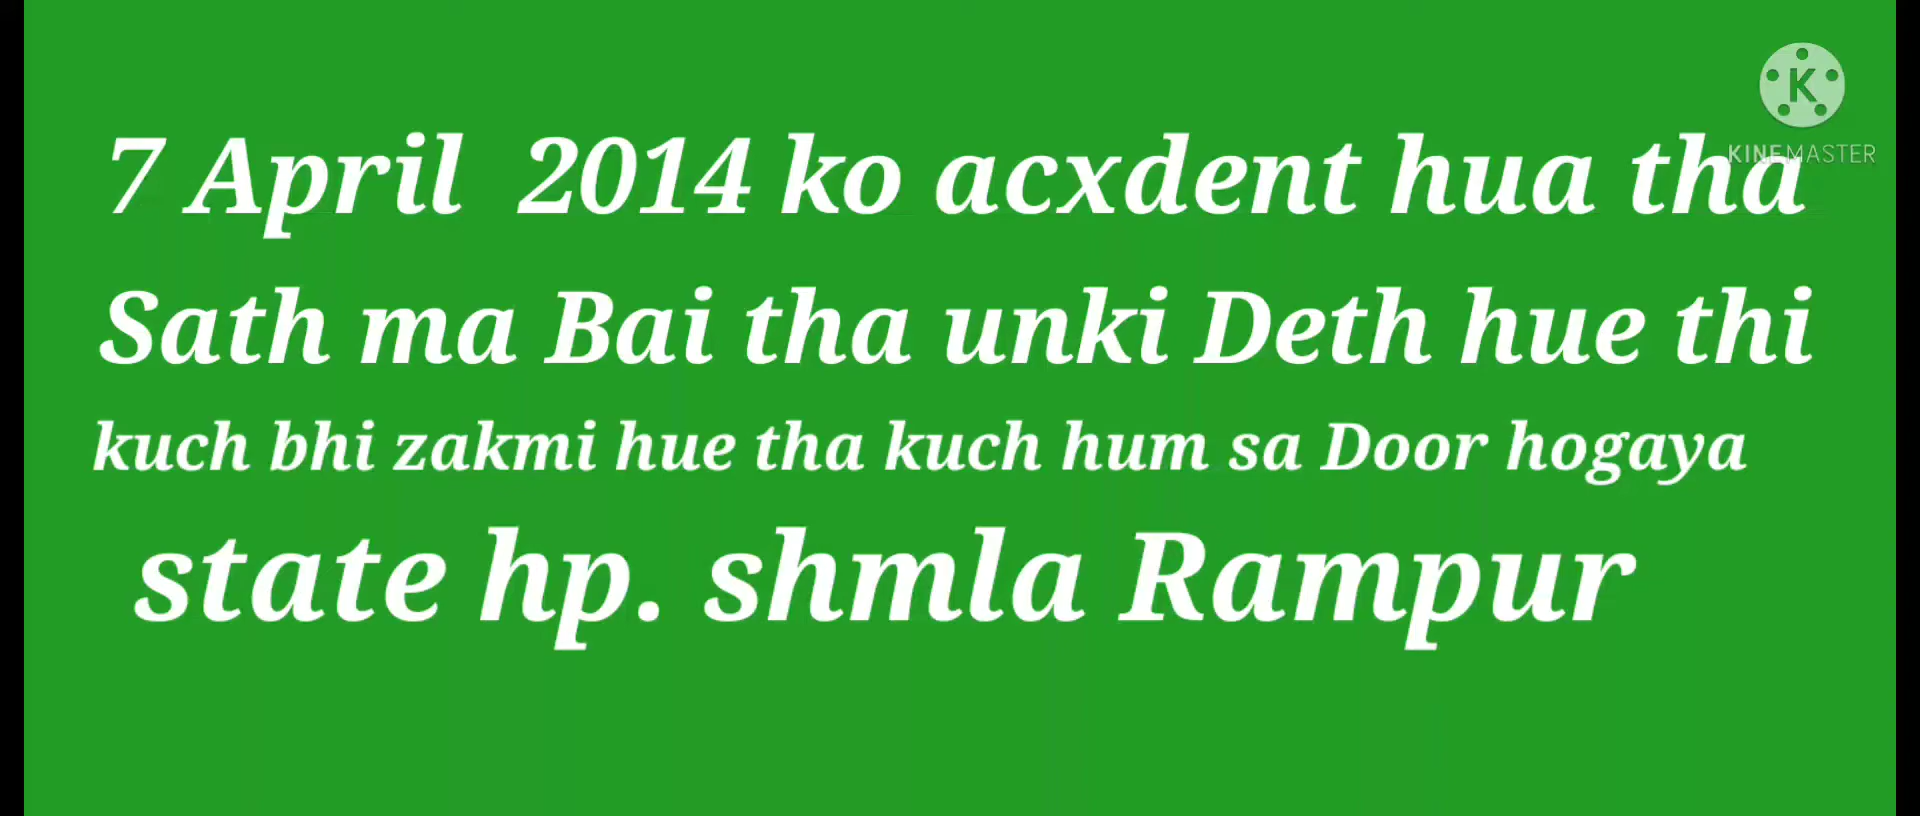 7 April 2014 ko acxdent hua tha
Sath ma Bai tha unki Deth hue thi
kuch bhi zakmi hue tha kuch hum sa Door hogaya
state hp. shmla Rampur
K
KINEMASTER